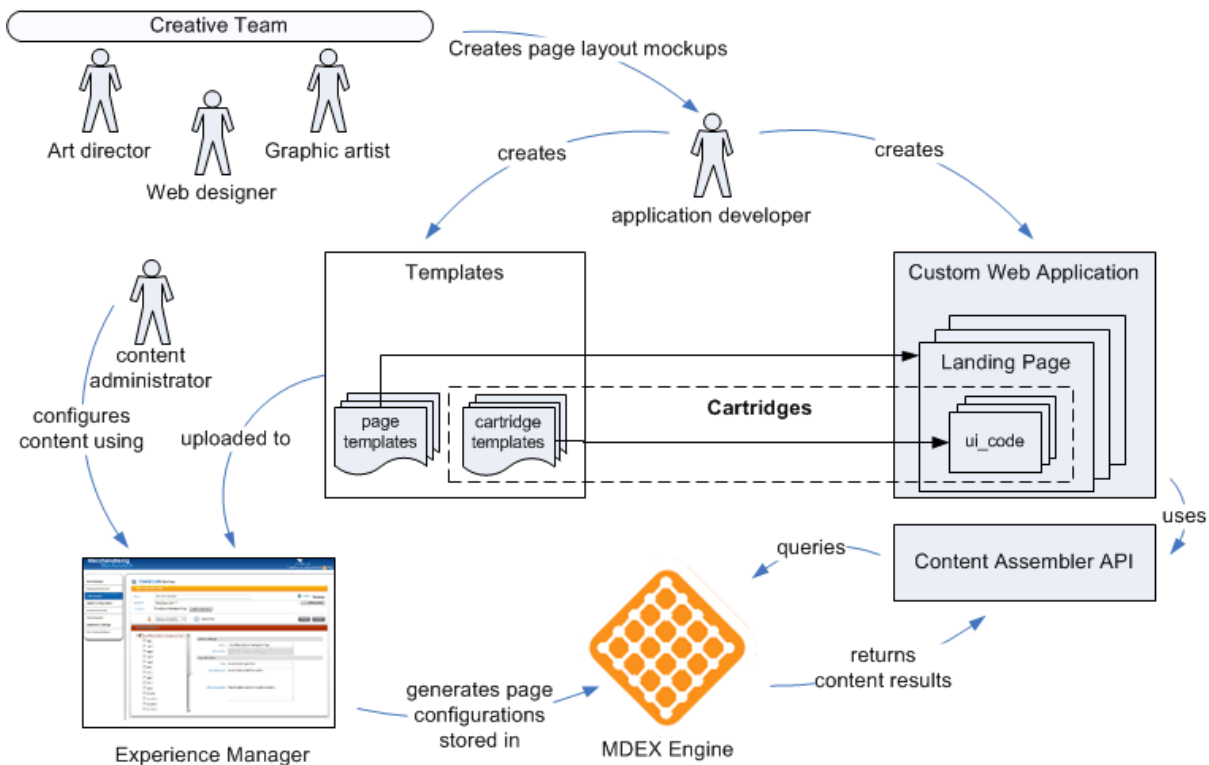 Creative Team
Creates page layout mockups
Art director
Graphic artist
Web designer
creates
creates
application developer
Templates
Custom Web Application
content
administrator
Landing Page
Cartridges
page
templates
cartridge
templates
ui_code
configures
content using
uploaded to
uses
queries
Content Assembler API
returns
content results
generates page
configurations
stored in
Experience Manager
MDEX Engine